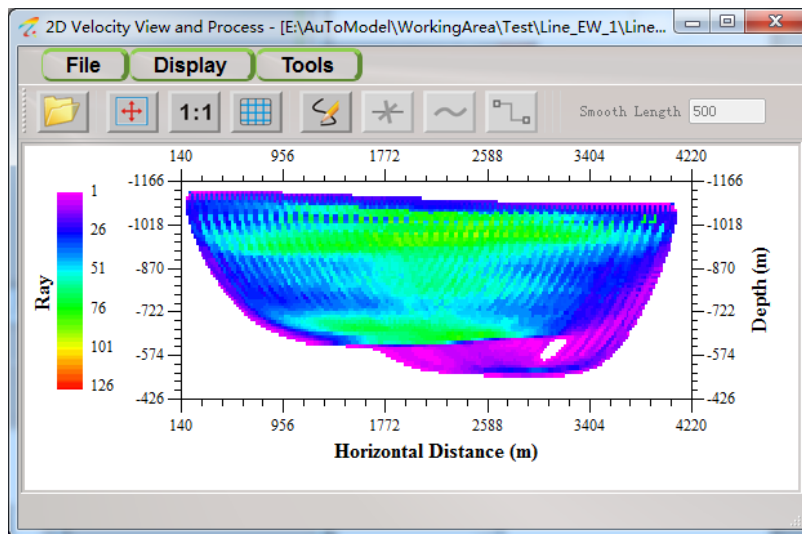 2D Velocity View and Process - [E:\AuToModel\WorkingArea\Test\Line_EW_1\Line...
File Display Tools
1:1 Smooth Length 500
140 956 1772 2588 3404 4220
-1166 -1166
1
-1018 -1018
26
-870 -870
51
-722 -722
76
-574 -574
101
-426 -426
126
Ray
Depth (m)
140 956 1772 2588 3404 4220
Horizontal Distance (m)